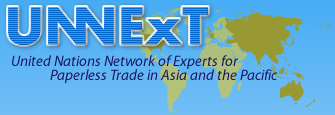 UNNExT
United Nations Network of Experts for
Paperless Trade in Asia and the Pacific